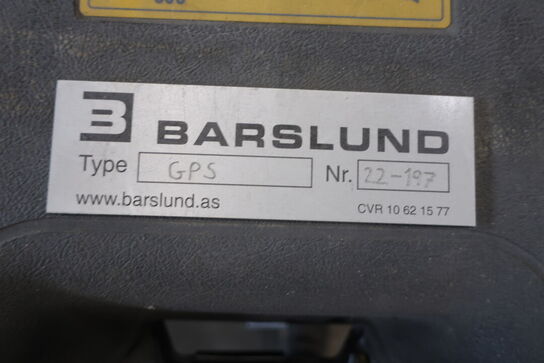 BARSLUND
Type GPS Nr. 22-197
www.barslund.as CVR 10 62 15 77